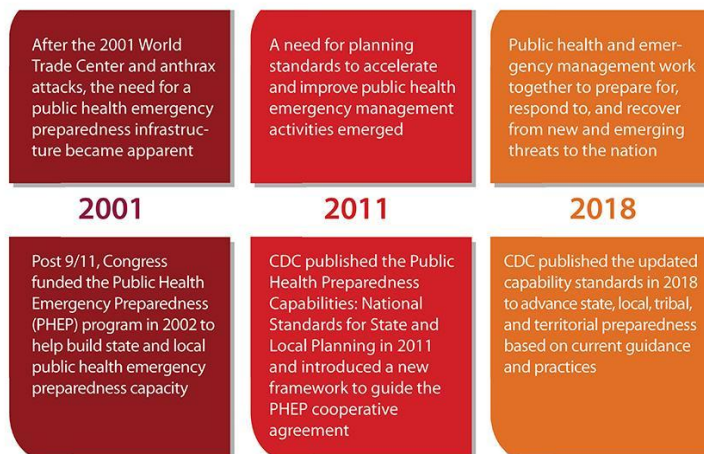 After the 2001 World
Trade Center and anthrax
attacks, the need for a
public health emergency
preparedness infrastruc-
ture became apparent
A need for planning
standards to accelerate
and improve public health
emergency management
activities emerged
Public health and emer-
gency management work
together to prepare for,
respond to, and recover
from new and emerging
threats to the nation
2001
2011
2018
Post 9/11, Congress
funded the Public Health
Emergency Preparedness
(PHEP) program in 2002 to
help build state and local
public health emergency
preparedness capacity
CDC published the Public
Health Preparedness
Capabilities: National
Standards for State and
Local Planning in 2011
and introduced a new
framework to guide the
PHEP cooperative
agreement
CDC published the updated
capability standards in 2018
to advance state, local, tribal,
and territorial preparedness
based on current guidance
and practices